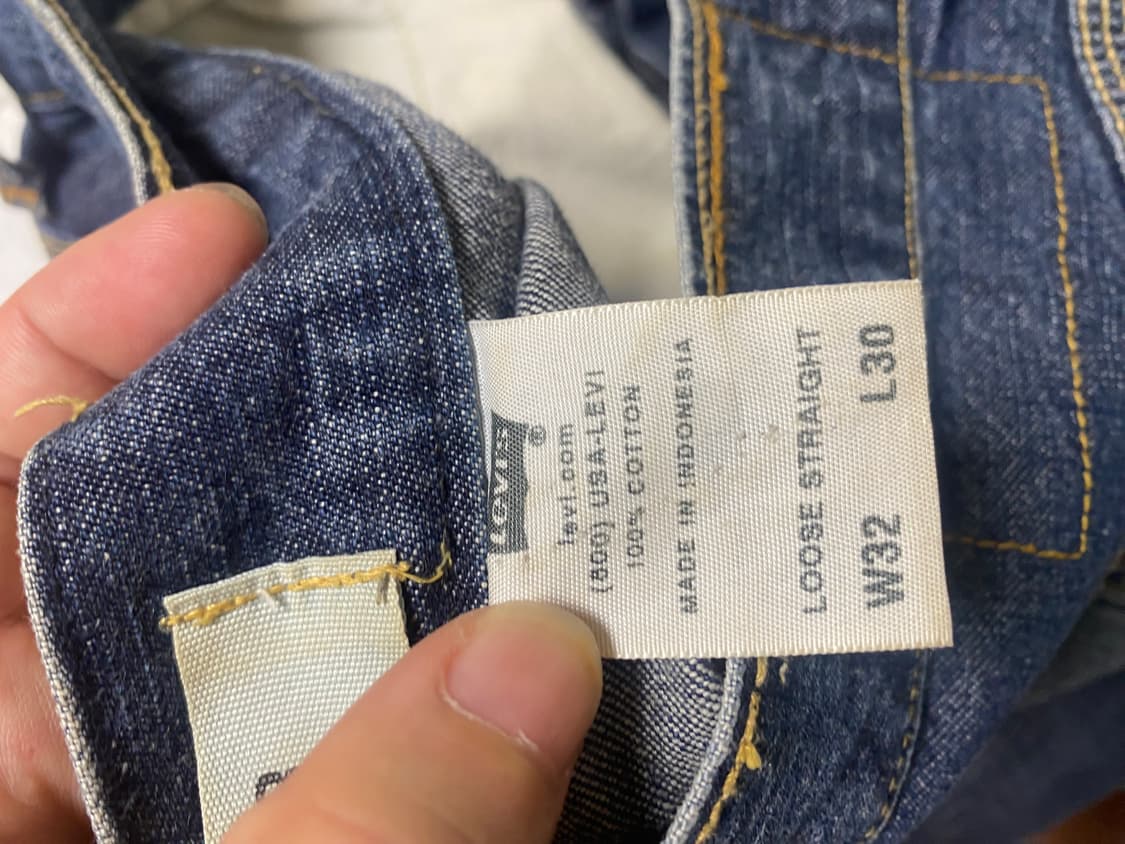 Levi's®
levi.com
(800) USA-LEVI
100% COTTON
MADE IN INDONESIA
LOOSE STRAIGHT
W32 L30